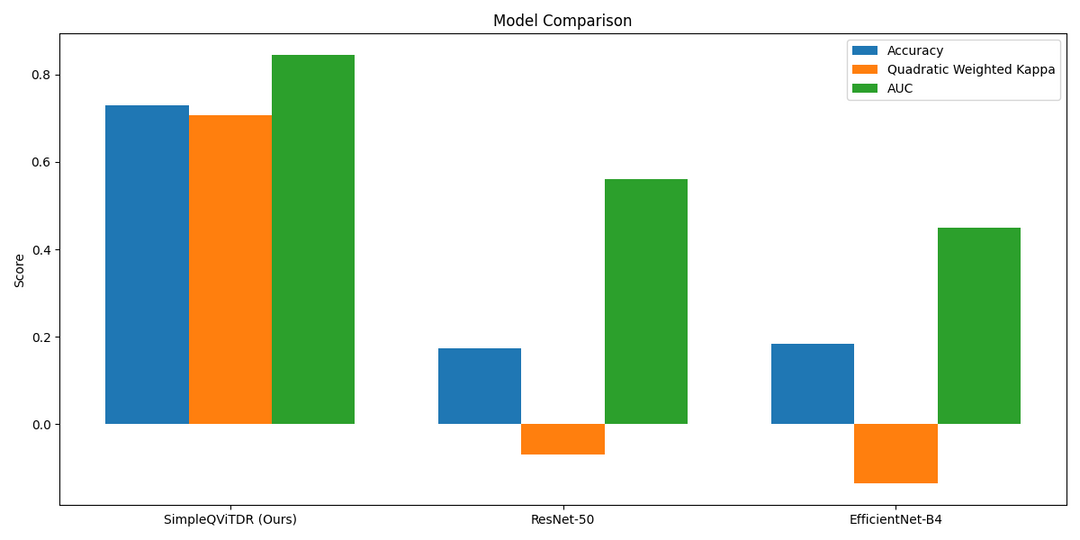 Model Comparison
Accuracy
Quadratic Weighted Kappa
AUC
Score
0.8
0.6
0.4
0.2
0.0
SimpleQViTDR (Ours)
ResNet-50
EfficientNet-B4